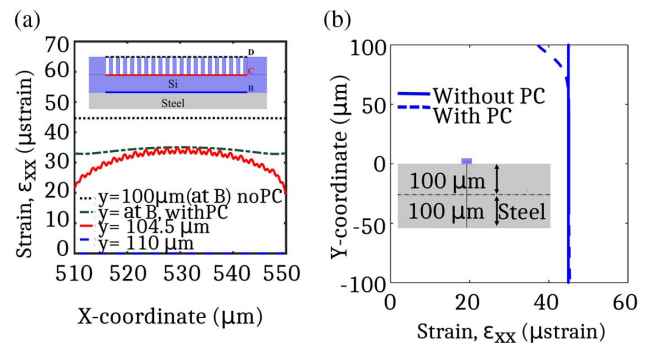 (a)
70
60
50
40
30
20
10
0
Strain, εxx (μstrain)
D
C
B
Si
Steel
y=100μm(at B) noPC
y= at B, withPC
y= 104.5 μm
y= 110 μm
510 520 530 540 550
X-coordinate (μm)
(b)
100
50
0
-50
-100
Y-coordinate (μm)
Without PC
With PC
100 μm
100 μm
Steel
0 20 40 60
Strain, εxx (μstrain)